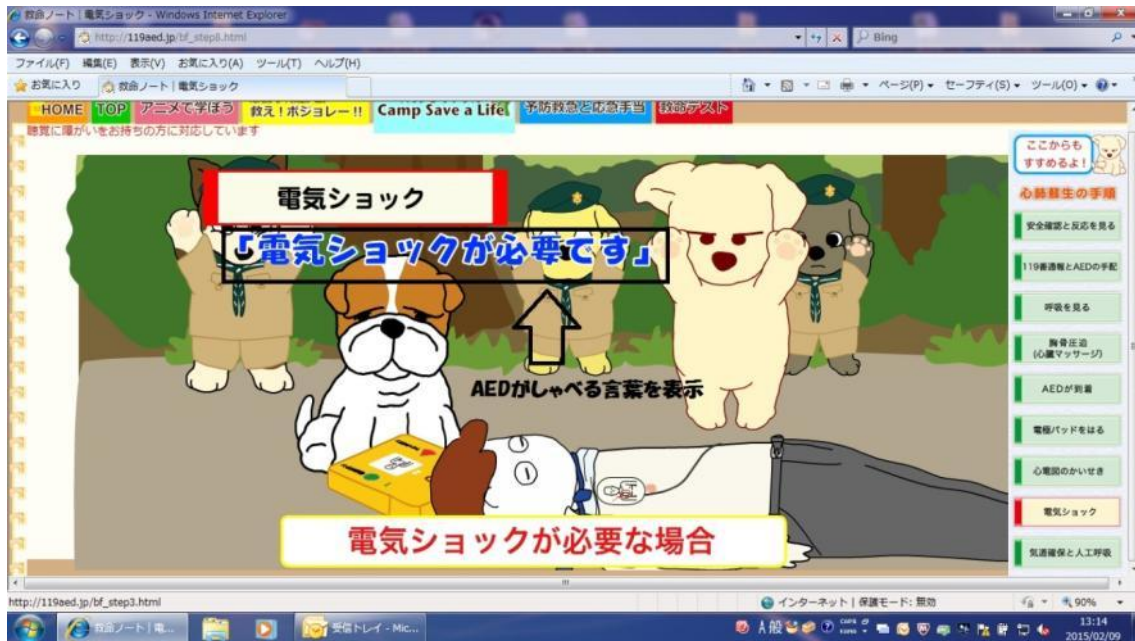 救命ノート | 電気ショック - Windows Internet Explorer
http://119aed.jp/bf_step8.html
Bing
ファイル(F) 編集(E) 表示(V) お気に入り(A) ツール(T) ヘルプ(H)
お気に入り 救命ノート | 電気ショック
ページ(P) セーフティ(S) ツール(O)
HOME TOP アニメで学ぼう 教え!ボジョレー!! Camp Save a Life 予防救急と応急手当 救命テスト
聴覚に障がいをお持ちの方に対応しています
電気ショック
「電気ショックが必要です」
AEDがしゃべる言葉を表示
電気ショックが必要な場合
ここからも
すすめるよ!
心肺蘇生の手順
安全確認と反応を見る
119番通報とAEDの手配
呼吸を見る
胸骨圧迫
(心臓マッサージ)
AEDが到着
電極パッドをはる
心電図のかいせき
電気ショック
気道確保と人工呼吸
http://119aed.jp/bf_step3.html
インターネット | 保護モード: 無効
90%
救命ノート | 電...
受信トレイ - Mic...
A 般
CAPS
KANA
13:14
2015/02/09